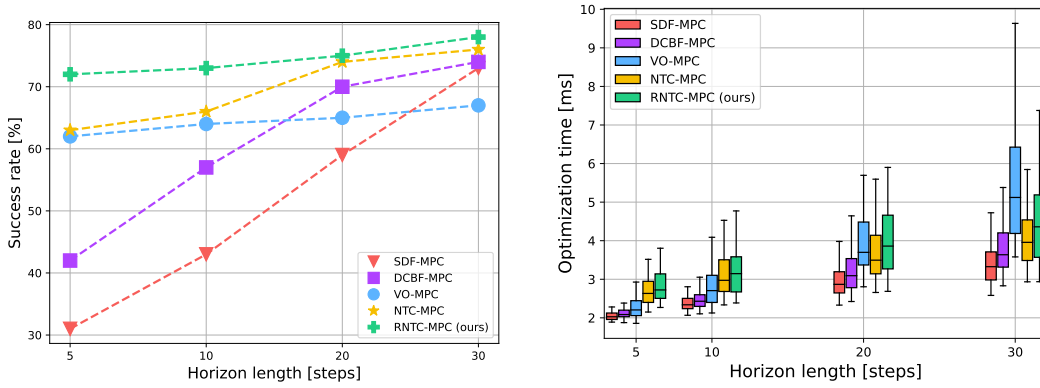 80
70
60
50
40
30
5
10
20
30
Success rate [%]
Horizon length [steps]
SDF-MPC
DCBF-MPC
VO-MPC
NTC-MPC
RNTC-MPC (ours)
10
9
8
7
6
5
4
3
2
5
10
20
30
Optimization time [ms]
Horizon length [steps]
SDF-MPC
DCBF-MPC
VO-MPC
NTC-MPC
RNTC-MPC (ours)